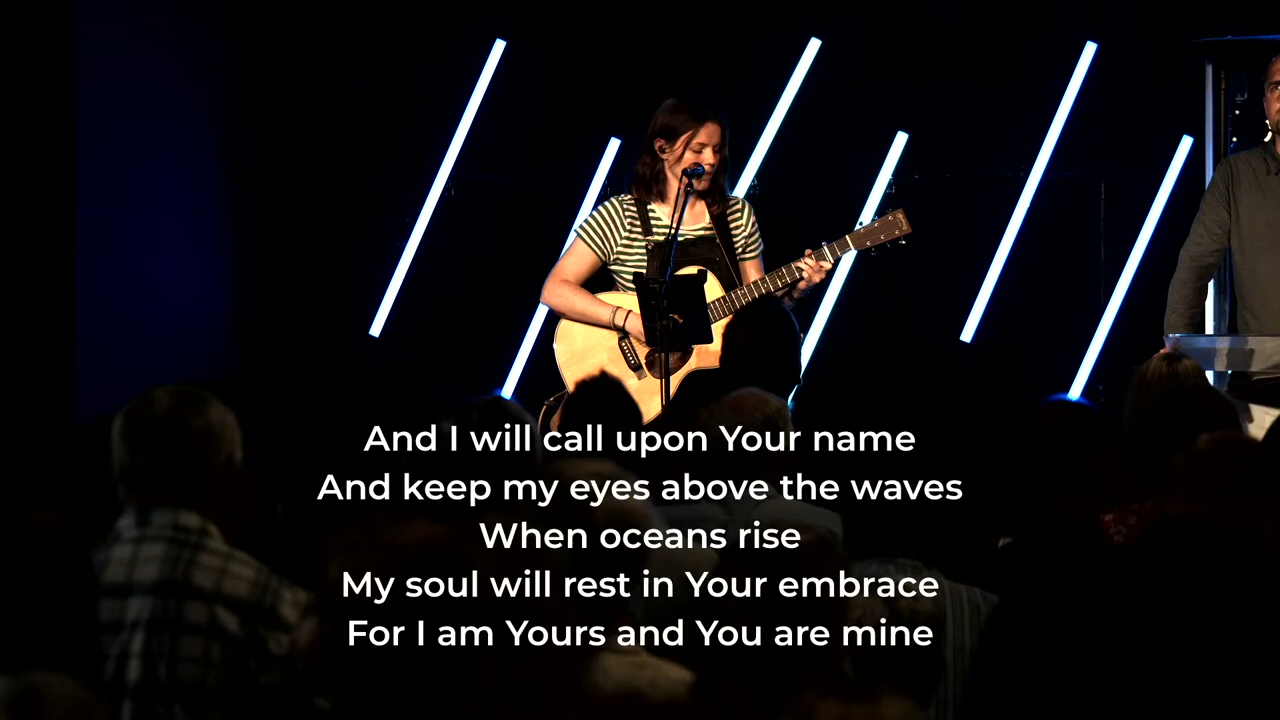 And I will call upon Your name
And keep my eyes above the waves
When oceans rise
My soul will rest in Your embrace
For I am Yours and You are mine